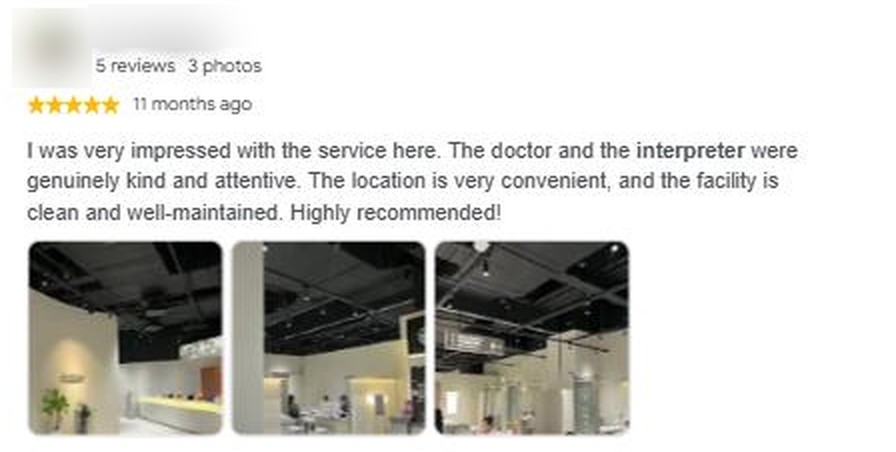 5 reviews 3 photos
11 months ago
I was very impressed with the service here. The doctor and the interpreter were
genuinely kind and attentive. The location is very convenient, and the facility is
clean and well-maintained. Highly recommended!